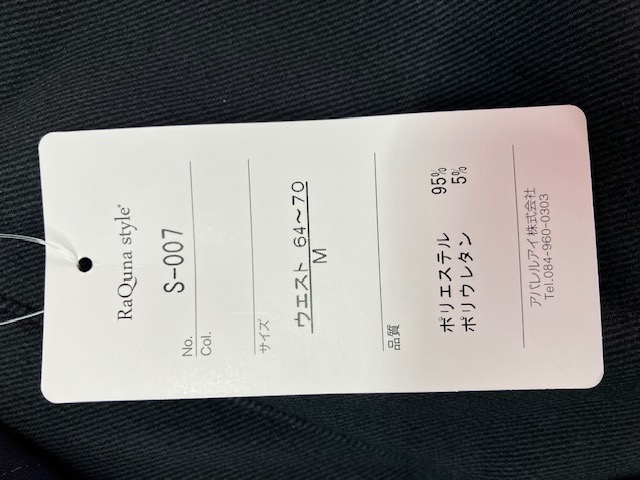 RaQuna style®
No. S-007
Col.
サイズ
ウエスト 64〜70
M
品質
ポリエステル 95%
ポリウレタン 5%
アパレルアイ株式会社
Tel.084-960-0303